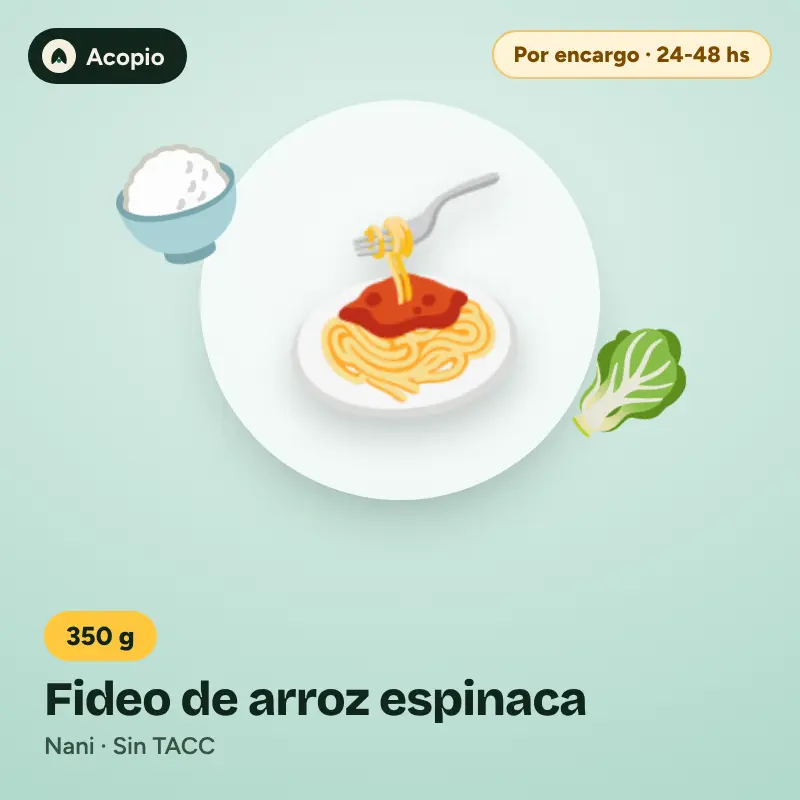 Acopio
Por encargo · 24-48 hs
350 g
Fideo de arroz espinaca
Nani · Sin TACC